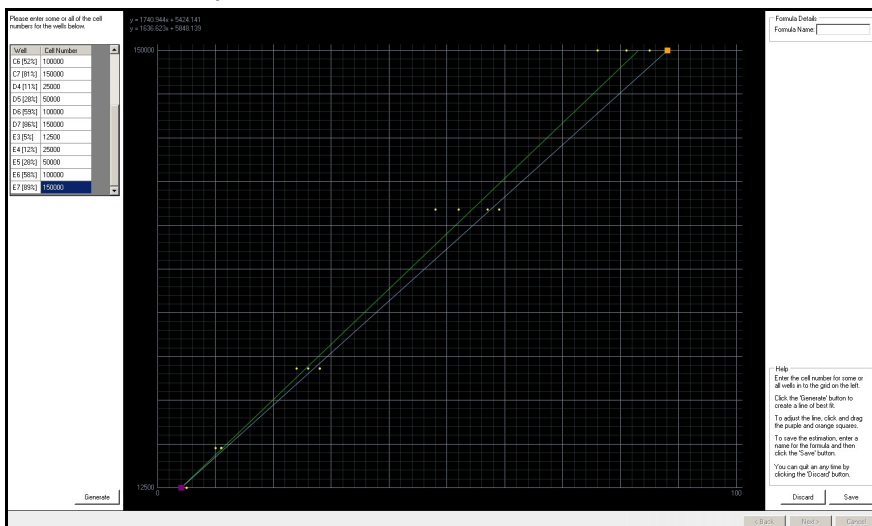 Please enter some or all of the cell
numbers for the wells below.
Well Cell Number
C6 [52%] 100000
C7 [81%] 150000
D4 [11%] 25000
D5 [28%] 50000
D6 [59%] 100000
D7 [86%] 150000
E3 [5%] 12500
E4 [12%] 25000
E5 [28%] 50000
E6 [58%] 100000
E7 [89%] 150000
Generate
y = 1740.944x + 5424.141
y = 1636.623x + 5848.139
150000
12500
0
100
Formula Details
Formula Name:
Help
Enter the cell number for some or
all wells in to the grid on the left.
Click the 'Generate' button to
create a line of best fit.
To adjust the line, click and drag
the purple and orange squares.
To save the estimation, enter a
name for the formula and then
click the 'Save' button.
You can quit an any time by
clicking the 'Discard' button.
Discard
Save
< Back
Next >
Cancel